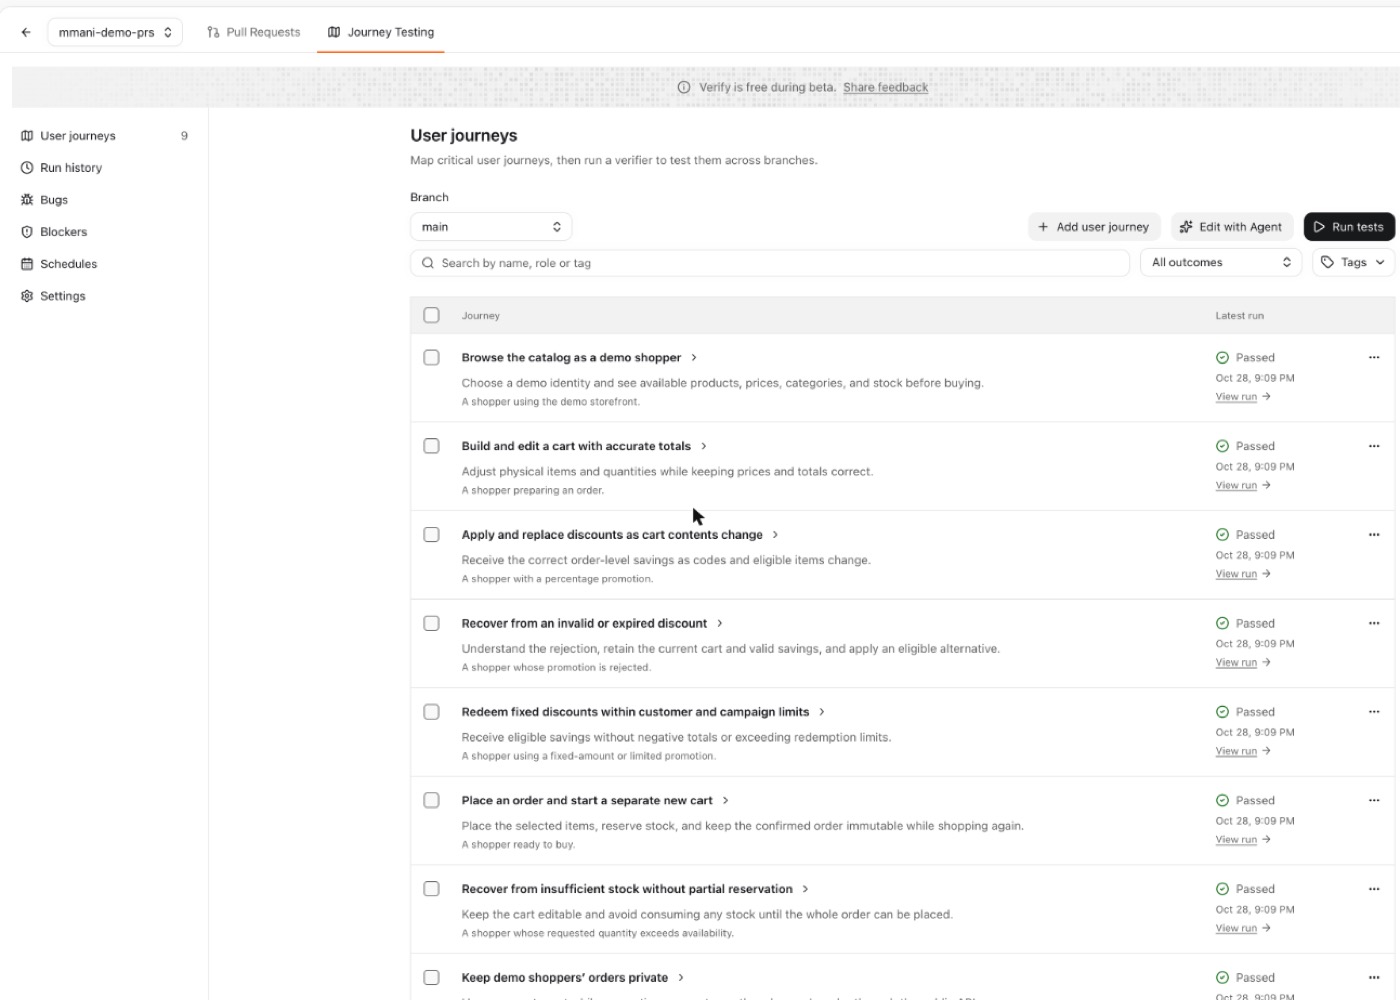 mmani-demo-prs
Pull Requests
Journey Testing
Verify is free during beta. Share feedback
User journeys 9
Run history
Bugs
Blockers
Schedules
Settings
User journeys
Map critical user journeys, then run a verifier to test them across branches.
Branch
main
Add user journey
Edit with Agent
Run tests
Search by name, role or tag
All outcomes
Tags
Journey
Latest run
Browse the catalog as a demo shopper
Passed
Choose a demo identity and see available products, prices, categories, and stock before buying.
Oct 28, 9:09 PM
A shopper using the demo storefront.
View run
Build and edit a cart with accurate totals
Passed
Adjust physical items and quantities while keeping prices and totals correct.
Oct 28, 9:09 PM
A shopper preparing an order.
View run
Apply and replace discounts as cart contents change
Passed
Receive the correct order-level savings as codes and eligible items change.
Oct 28, 9:09 PM
A shopper with a percentage promotion.
View run
Recover from an invalid or expired discount
Passed
Understand the rejection, retain the current cart and valid savings, and apply an eligible alternative.
Oct 28, 9:09 PM
A shopper whose promotion is rejected.
View run
Redeem fixed discounts within customer and campaign limits
Passed
Receive eligible savings without negative totals or exceeding redemption limits.
Oct 28, 9:09 PM
A shopper using a fixed-amount or limited promotion.
View run
Place an order and start a separate new cart
Passed
Place the selected items, reserve stock, and keep the confirmed order immutable while shopping again.
Oct 28, 9:09 PM
A shopper ready to buy.
View run
Recover from insufficient stock without partial reservation
Passed
Keep the cart editable and avoid consuming any stock until the whole order can be placed.
Oct 28, 9:09 PM
A shopper whose requested quantity exceeds availability.
View run
Keep demo shoppers’ orders private
Passed
Oct 28, 9:09 PM